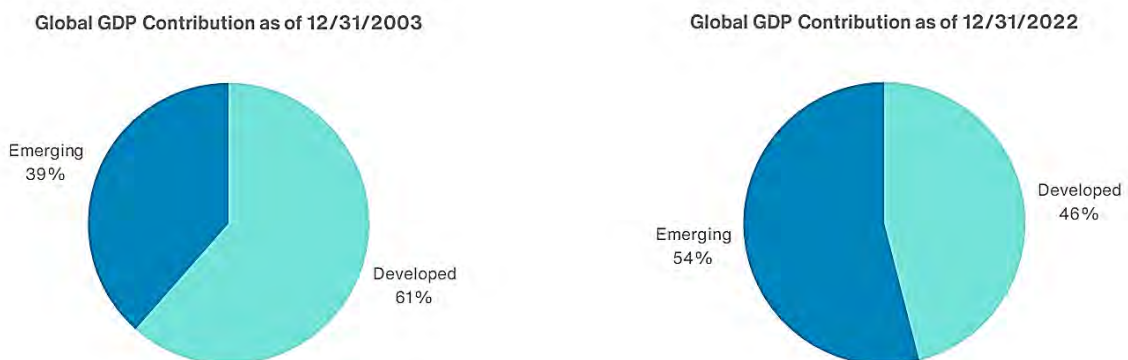 Global GDP Contribution as of 12/31/2003
Emerging
39%
Developed
61%
Global GDP Contribution as of 12/31/2022
Developed
46%
Emerging
54%